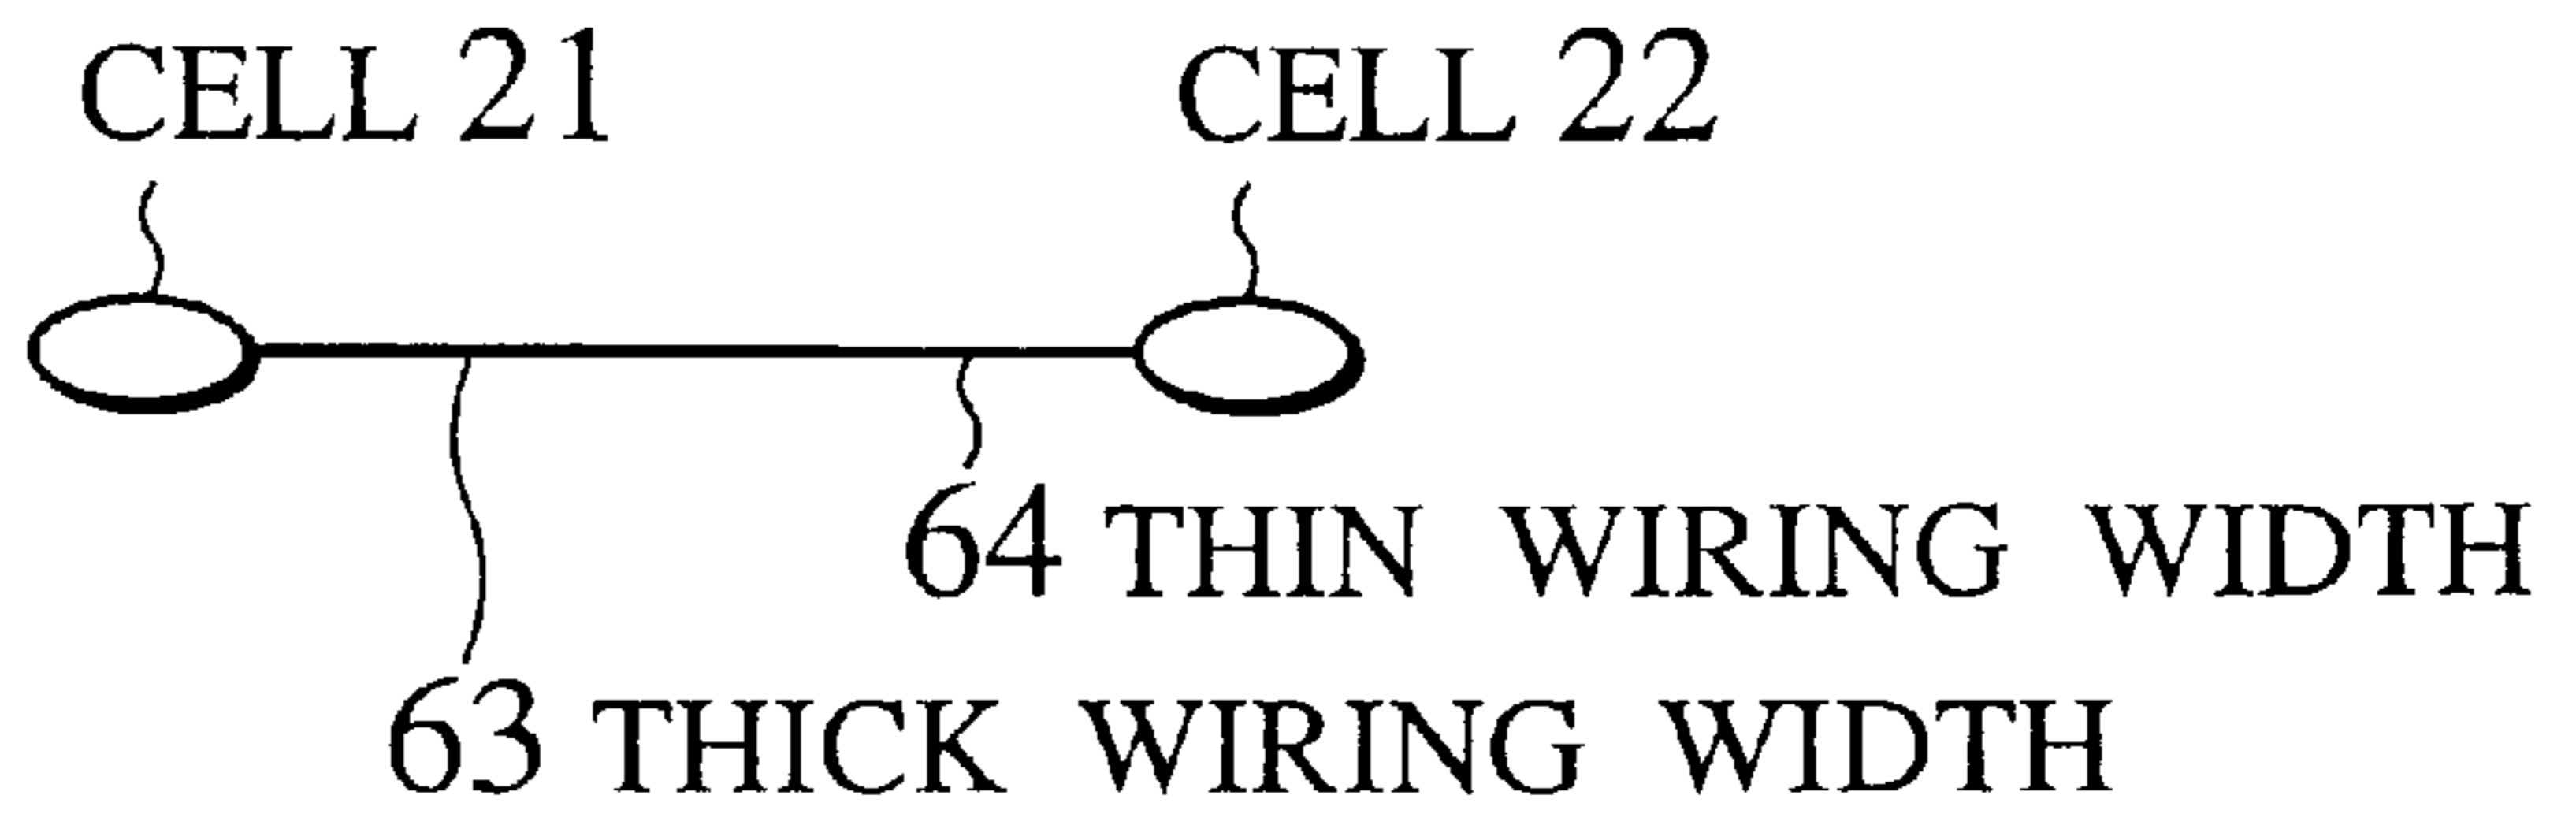 CELL 21
CELL 22
64 THIN WIRING WIDTH
63 THICK WIRING WIDTH